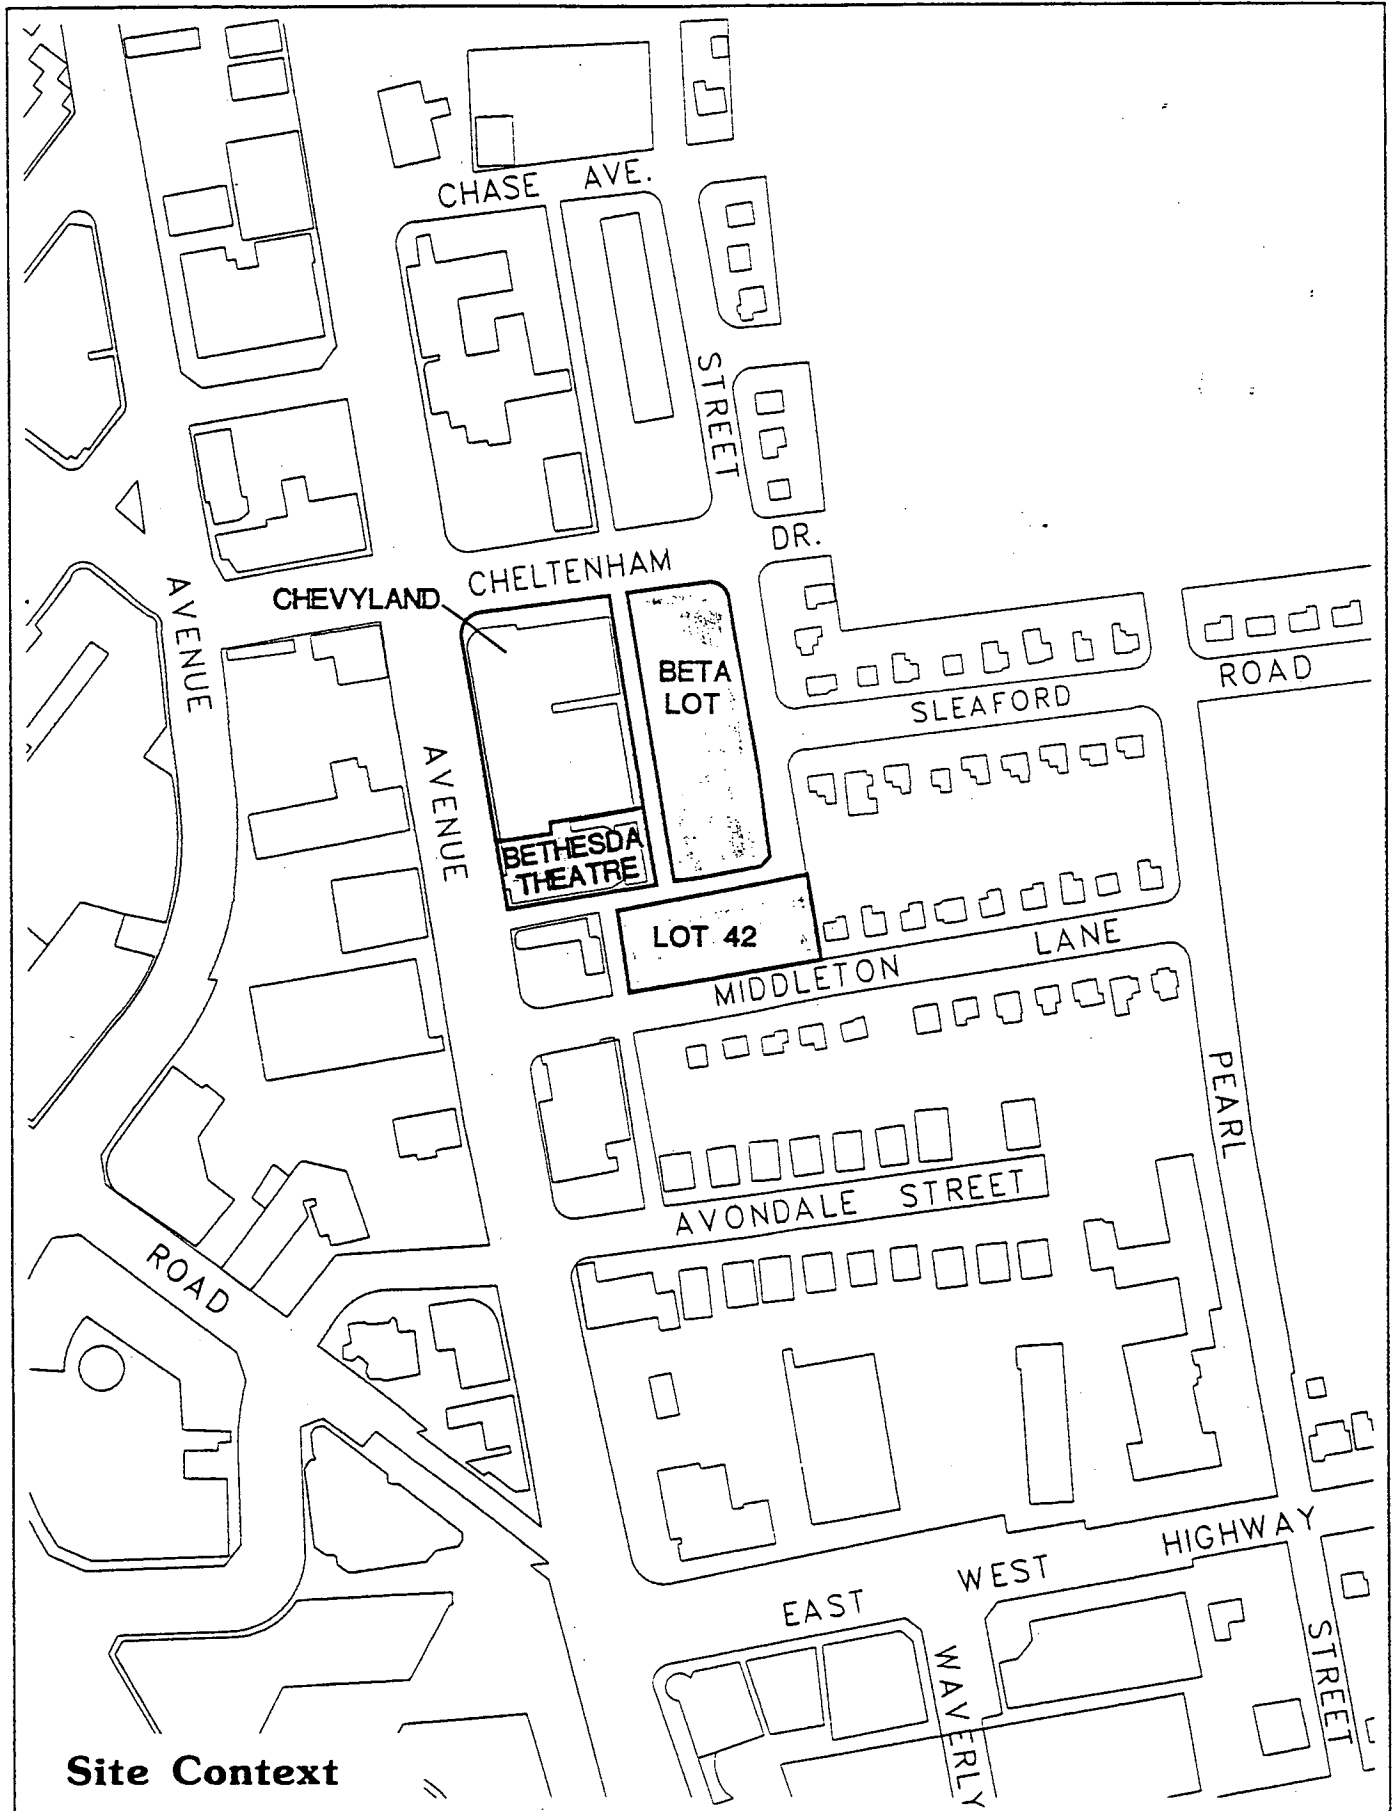 CHASE AVE.
STREET
DR.
CHELTENHAM
CHEVYLAND
AVENUE
BETA
LOT
ROAD
SLEAFORD
AVENUE
BETHESDA
THEATRE
LOT 42
LANE
MIDDLETON
PEARL
AVONDALE STREET
ROAD
HIGHWAY
WEST
EAST
STREET
WAVERLY
Site Context